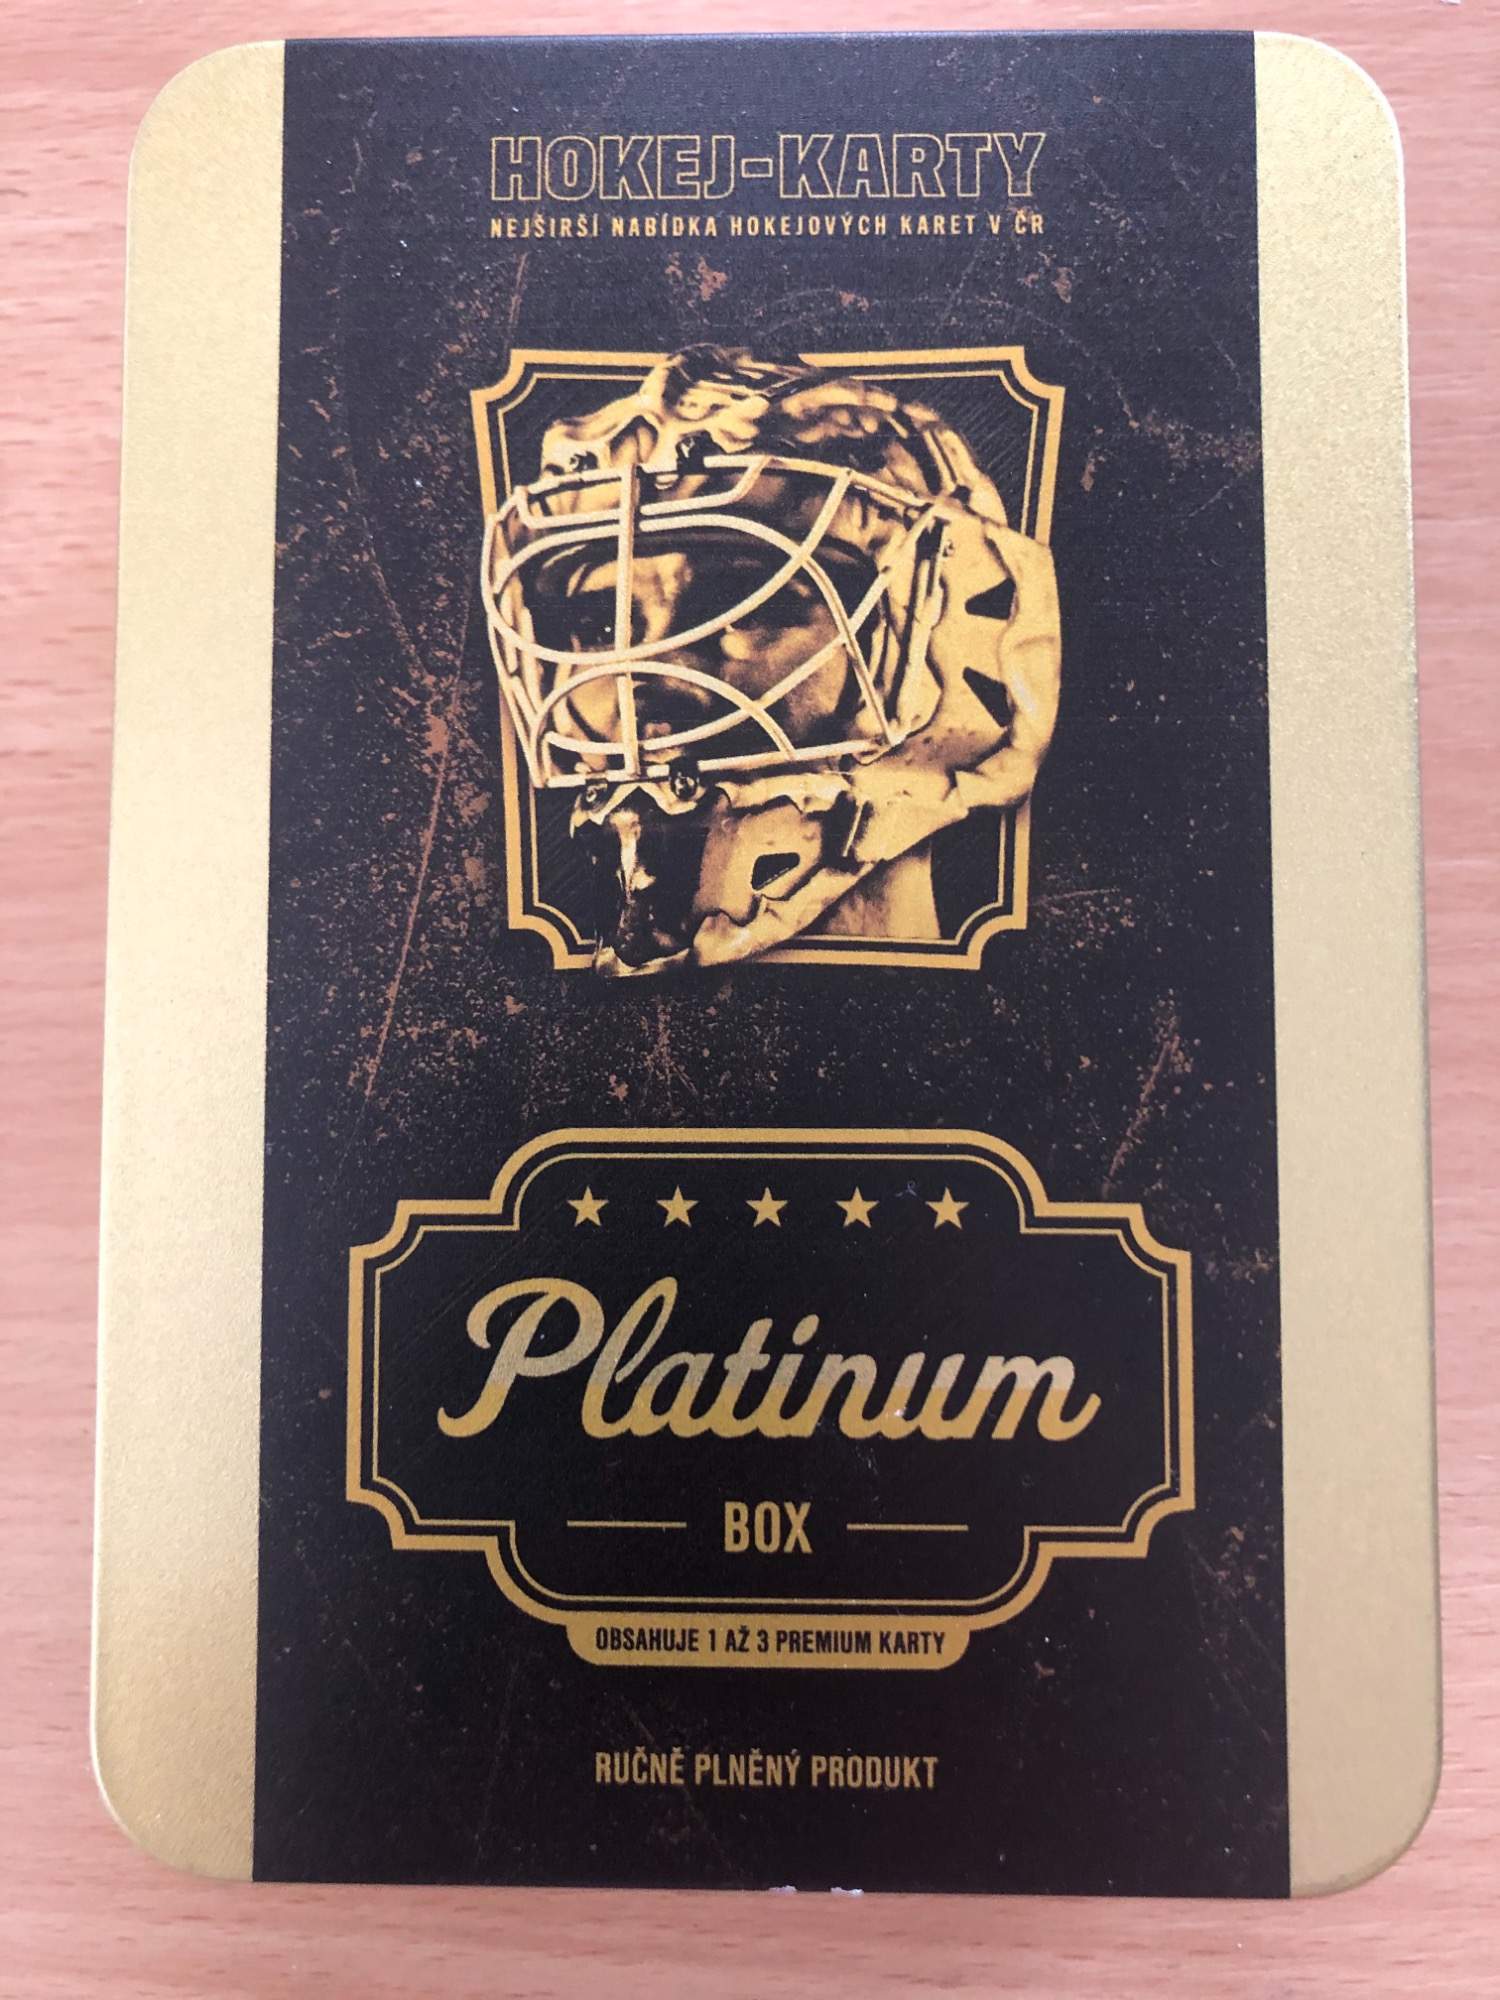 HOKEJ-KARTY
NEJŠIRŠÍ NABÍDKA HOKEJOVÝCH KARET V ČR
Platinum
BOX
OBSAHUJE 1 AŽ 3 PREMIUM KARTY
RUČNĚ PLNĚNÝ PRODUKT